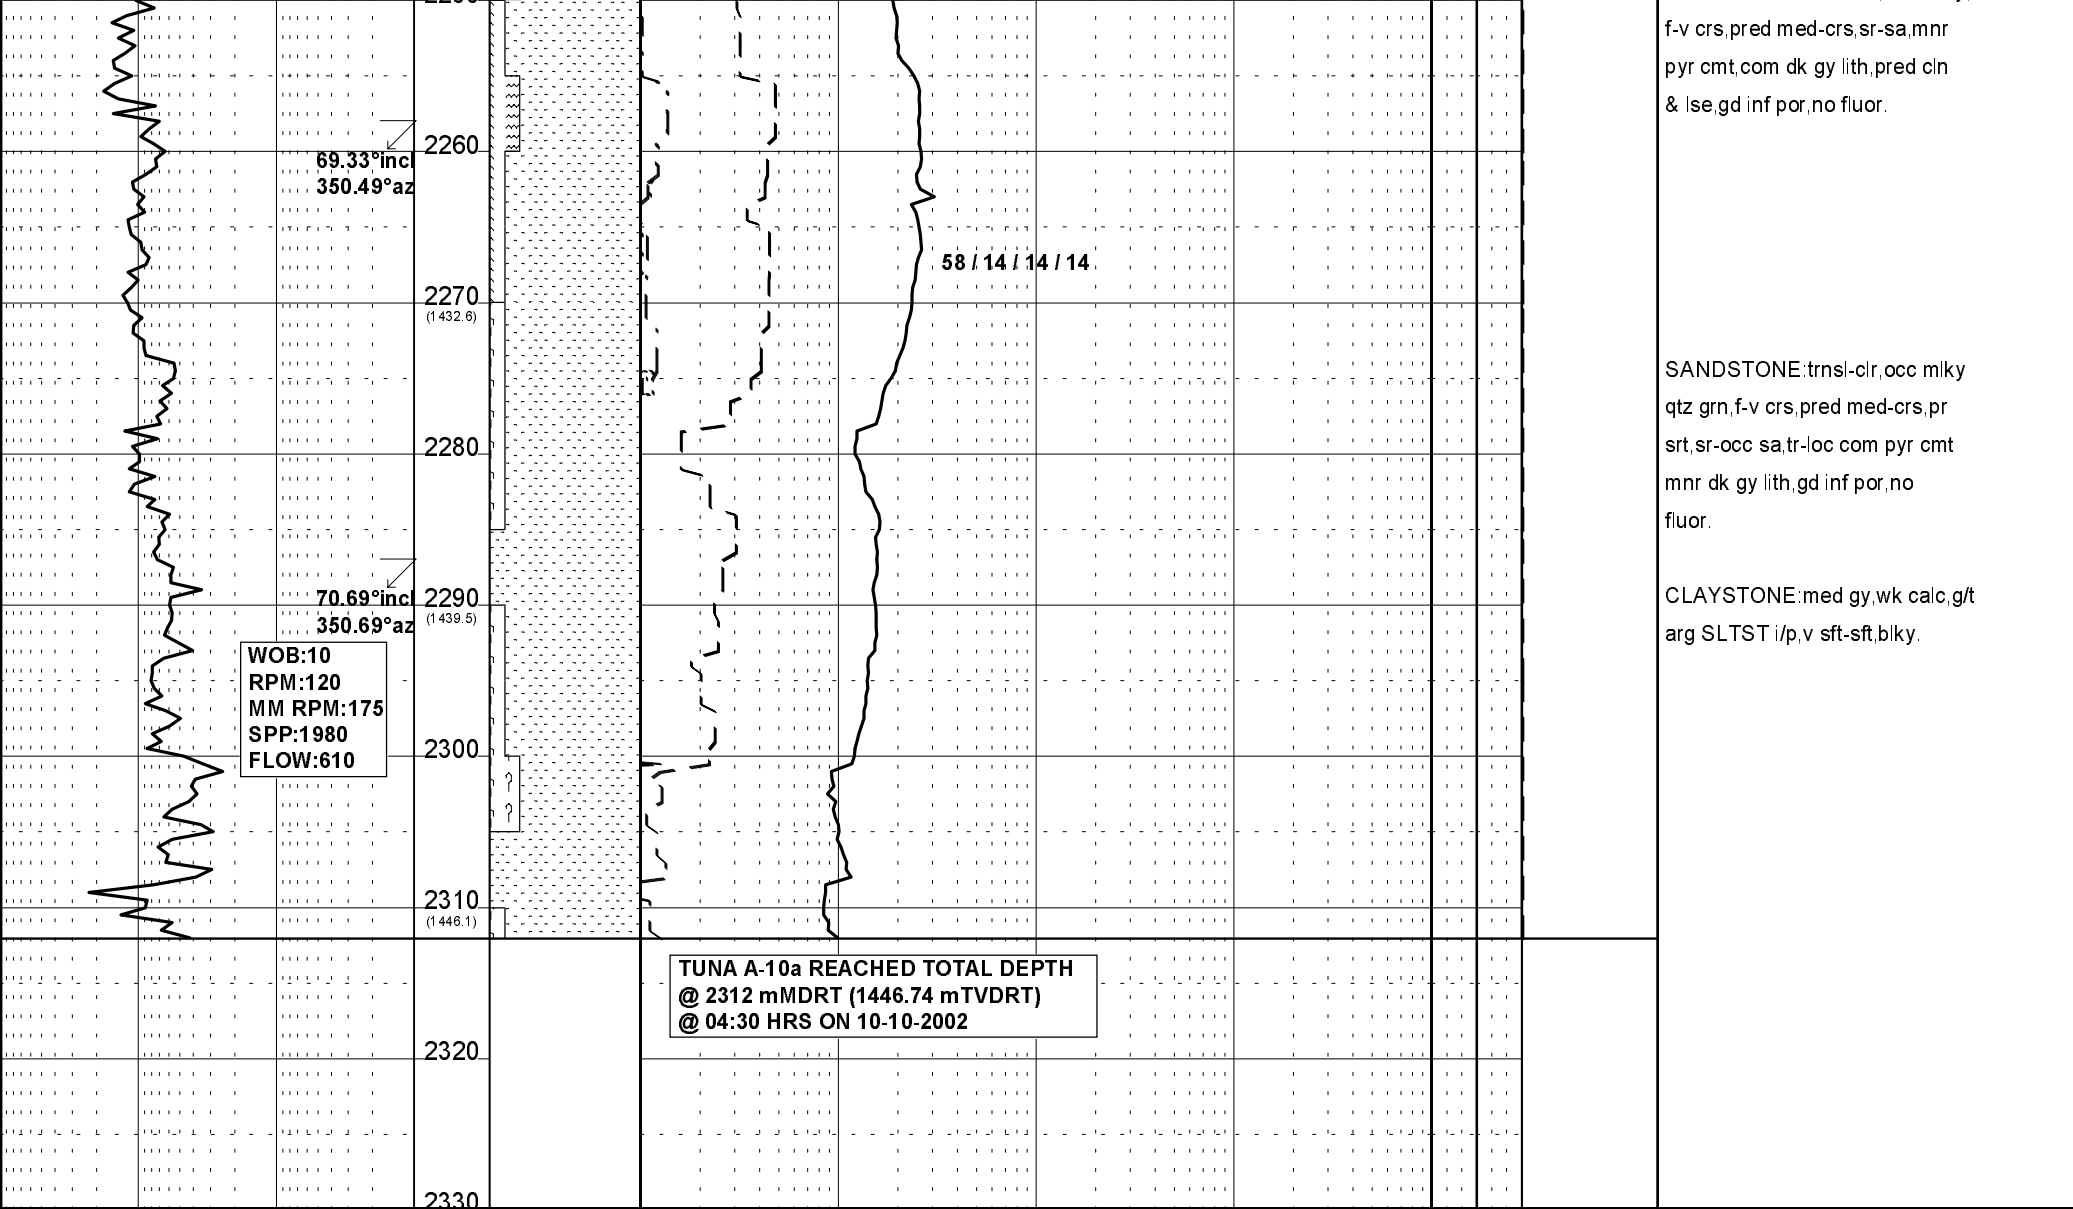 f-v crs,pred med-crs,sr-sa,mnr
pyr cmt,com dk gy lith,pred cln
& lse,gd inf por,no fluor.
2260
69.33°incl
350.49°az
58 / 14 / 14 / 14
2270
(1432.6)
SANDSTONE:trnsl-clr,occ mlky
qtz grn,f-v crs,pred med-crs,pr
srt,sr-occ sa,tr-loc com pyr cmt
mnr dk gy lith,gd inf por,no
fluor.
2280
70.69°incl
350.69°az
2290
(1439.5)
CLAYSTONE:med gy,wk calc,g/t
arg SLTST i/p,v sft-sft,blky.
WOB:10
RPM:120
MM RPM:175
SPP:1980
FLOW:610
2300
2310
(1446.1)
TUNA A-10a REACHED TOTAL DEPTH
@ 2312 mMDRT (1446.74 mTVDRT)
@ 04:30 HRS ON 10-10-2002
2320
2330